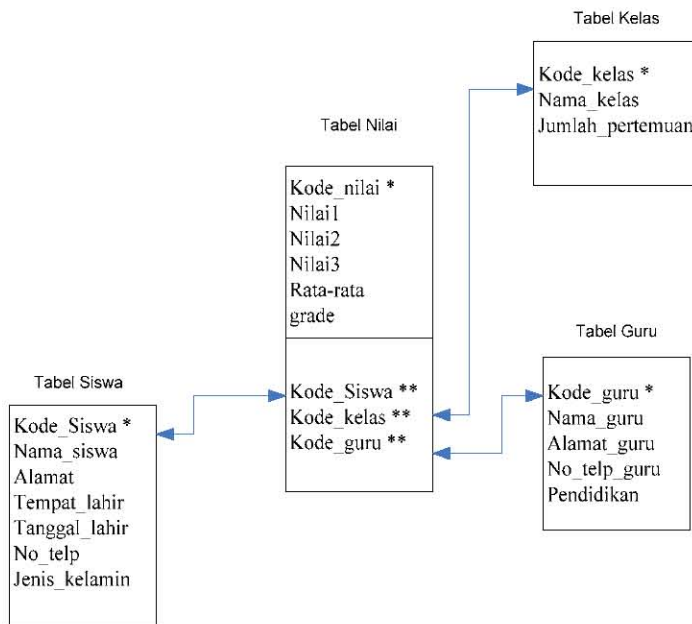 Tabel Kelas
Kode_kelas *
Nama_kelas
Jumlah_pertemuan
Tabel Nilai
Kode_nilai *
Nilai1
Nilai2
Nilai3
Rata-rata
grade
Kode_Siswa **
Kode_kelas **
Kode_guru **
Tabel Guru
Kode_guru *
Nama_guru
Alamat_guru
No_telp_guru
Pendidikan
Tabel Siswa
Kode_Siswa *
Nama_siswa
Alamat
Tempat_lahir
Tanggal_lahir
No_telp
Jenis_kelamin